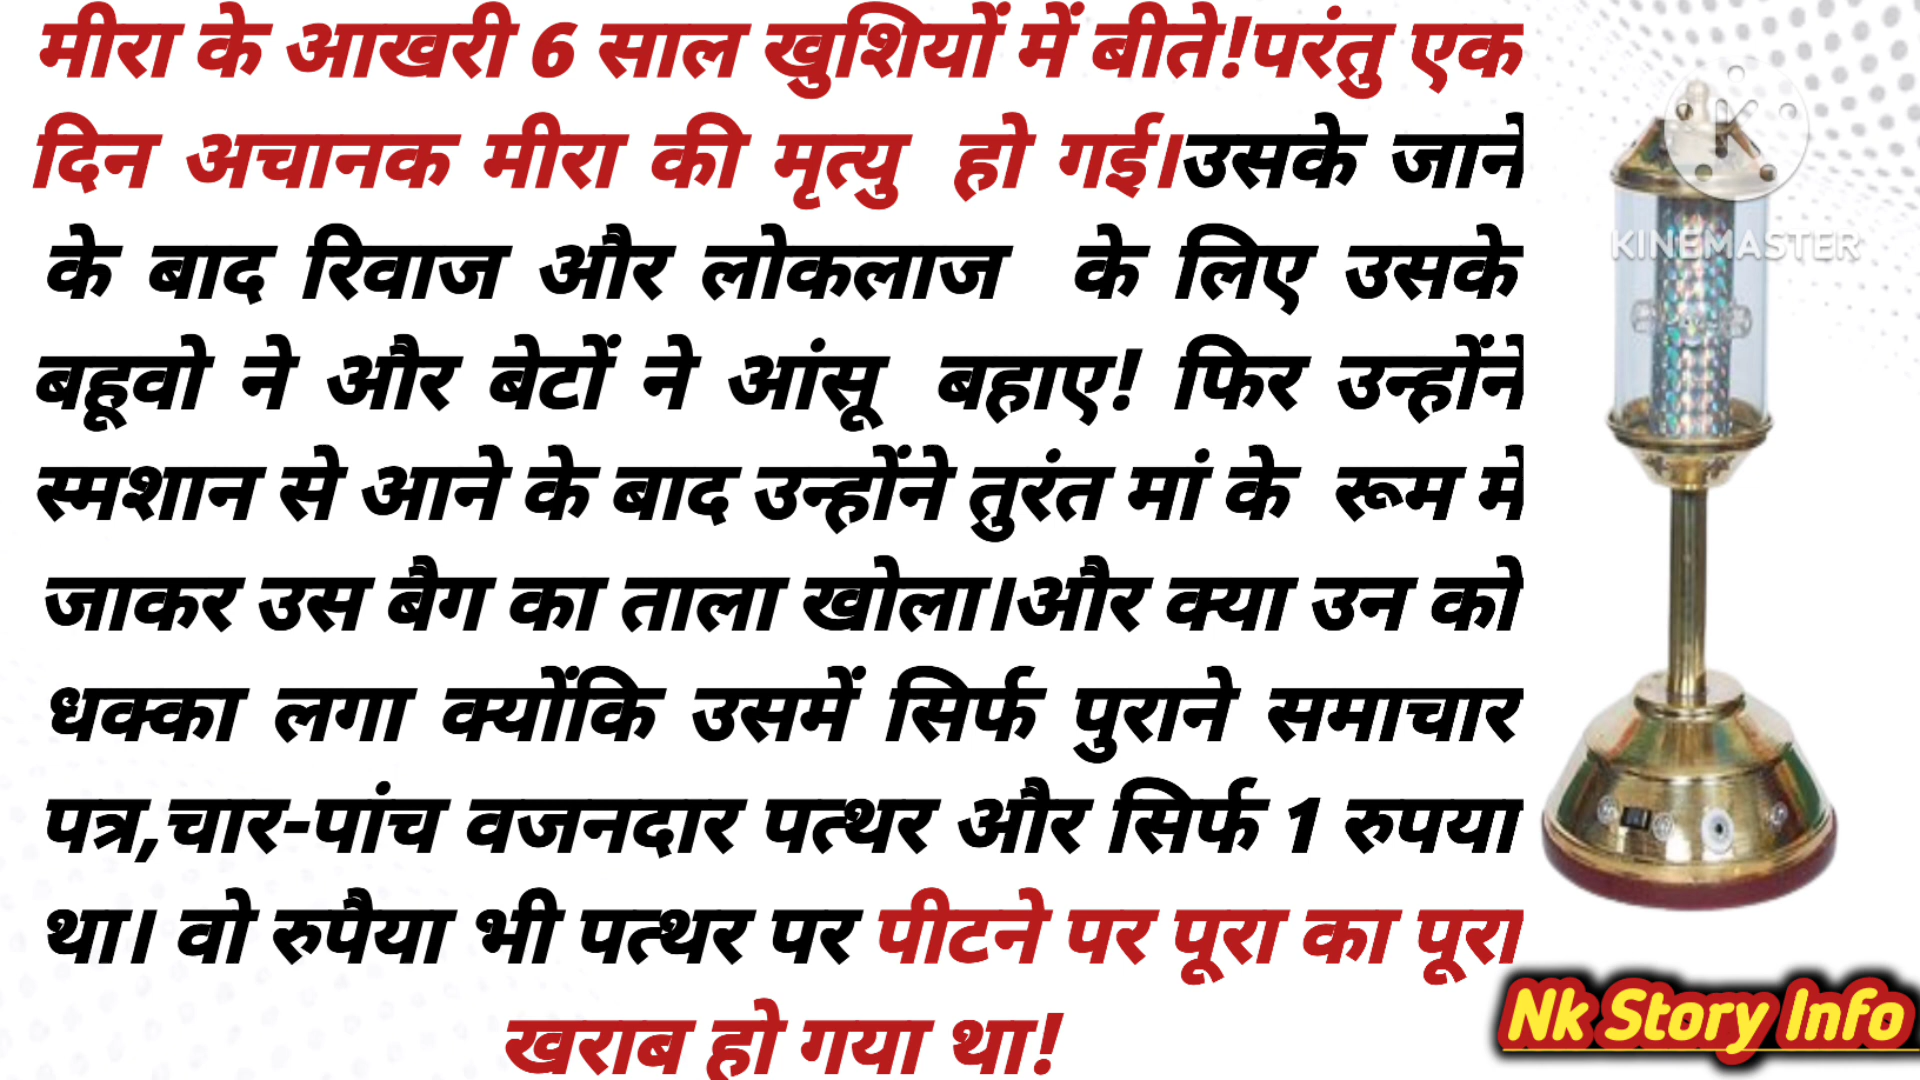 मीरा के आखरी 6 साल खुशियों में बीते!परंतु एक
दिन अचानक मीरा की मृत्यु हो गई।उसके जाने
के बाद रिवाज और लोकलाज के लिए उसके
बहूवो ने और बेटों ने आंसू बहाए! फिर उन्होंने
स्मशान से आने के बाद उन्होंने तुरंत मां के रूम मे
जाकर उस बैग का ताला खोला।और क्या उन को
धक्का लगा क्योंकि उसमें सिर्फ पुराने समाचार
पत्र,चार-पांच वजनदार पत्थर और सिर्फ 1 रुपया
था। वो रुपैया भी पत्थर पर पीटने पर पूरा का पूरा
खराब हो गया था!
K
KINEMASTER
Nk Story Info